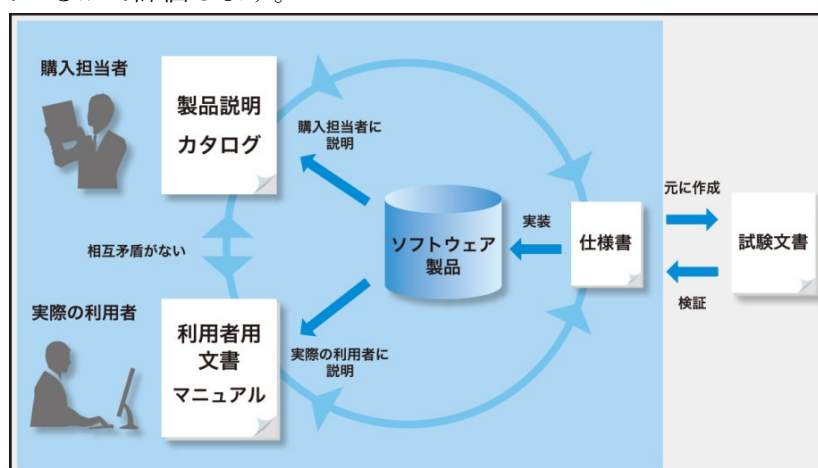 購入担当者
製品説明
カタログ
購入担当者に
説明
元に作成
実装
ソフトウェア
製品
仕様書
試験文書
相互矛盾がない
検証
実際の利用者
利用者用
文書
マニュアル
実際の利用者に
説明